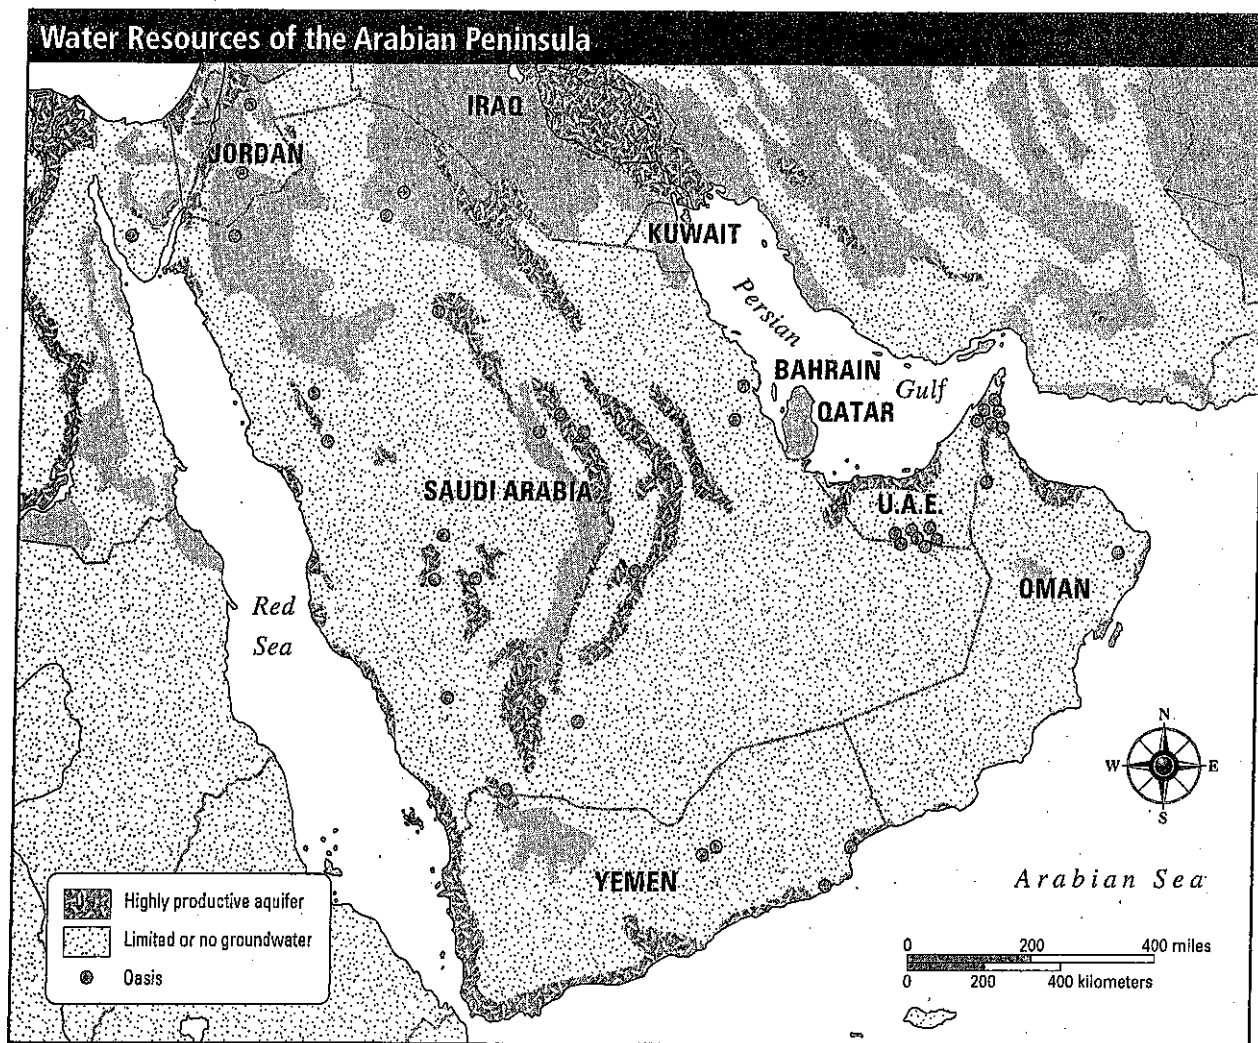 Water Resources of the Arabian Peninsula
IRAQ
JORDAN
KUWAIT
Persian
Gulf
BAHRAIN
QATAR
SAUDI ARABIA
U.A.E.
OMAN
Red
Sea
YEMEN
Arabian Sea
N
W E
S
Highly productive aquifer
Limited or no groundwater
Oasis
0 200 400 miles
0 200 400 kilometers